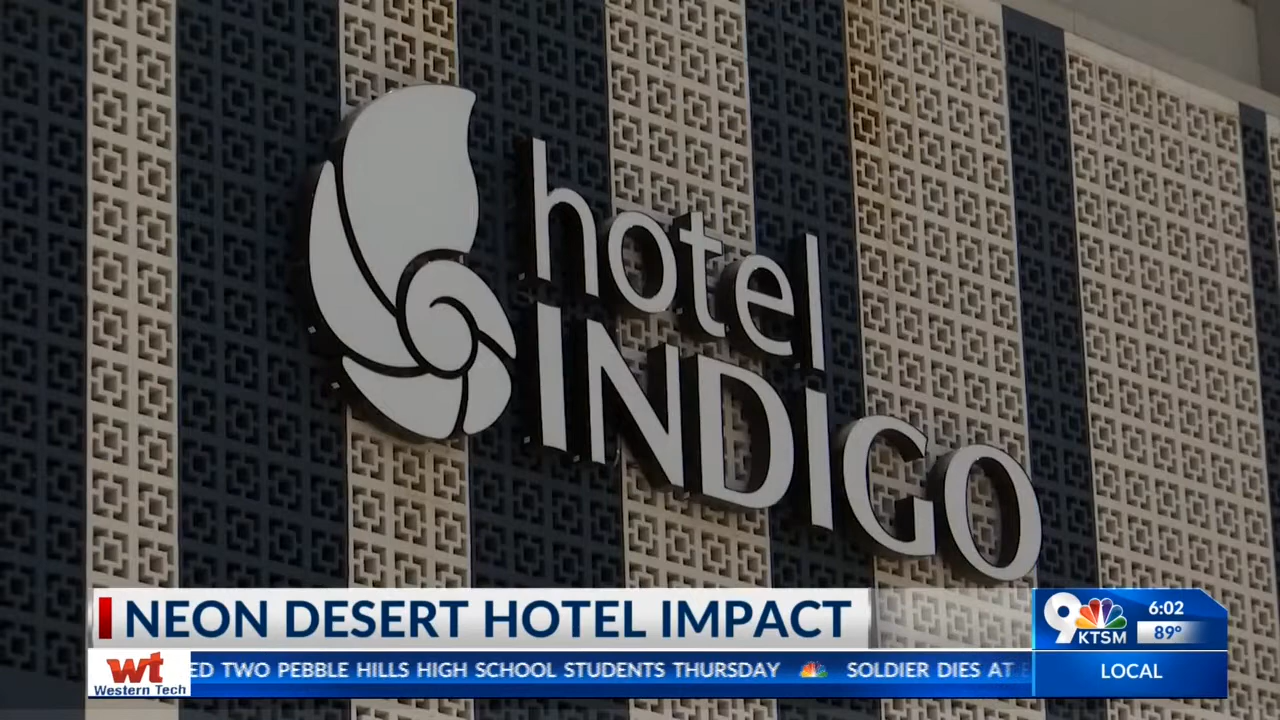 hotel
INDIGO
NEON DESERT HOTEL IMPACT
9 KTSM
6:02
89°
wt
Western Tech
ED TWO PEBBLE HILLS HIGH SCHOOL STUDENTS THURSDAY SOLDIER DIES AT
LOCAL